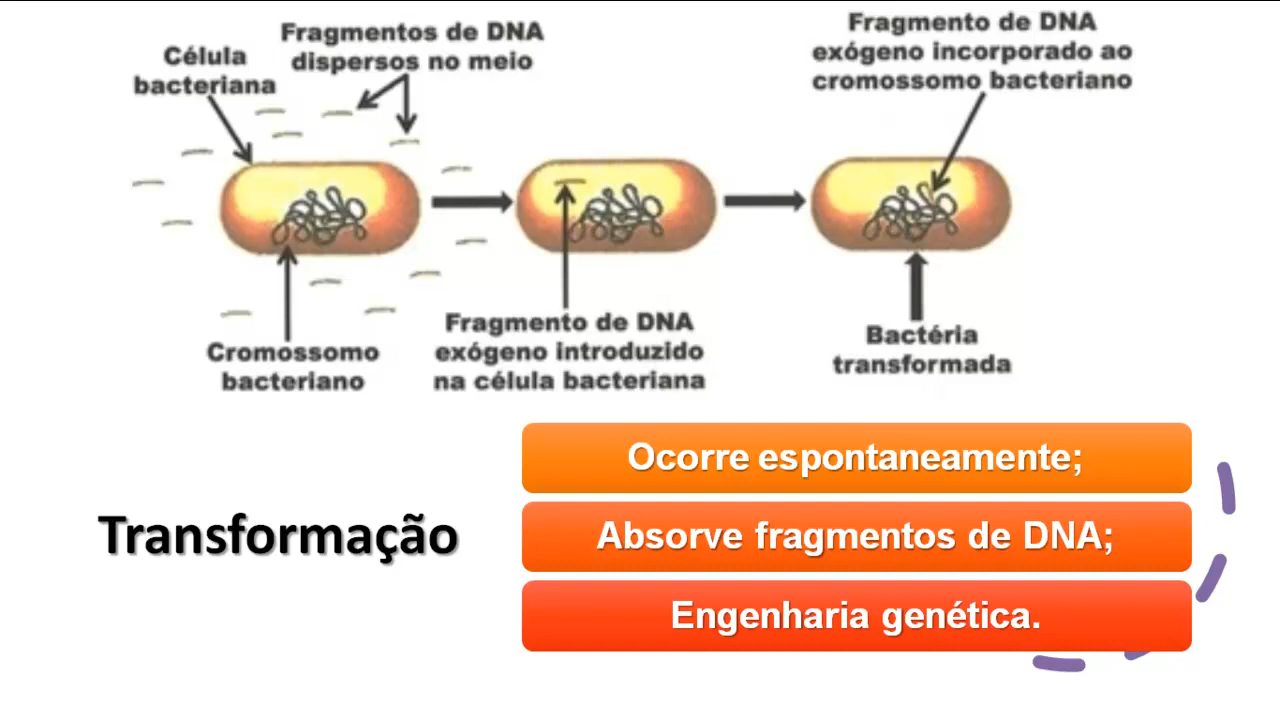 Célula
bacteriana
Fragmentos de DNA
dispersos no meio
Fragmento de DNA
exógeno incorporado ao
cromossomo bacteriano
Cromossomo
bacteriano
Fragmento de DNA
exógeno introduzido
na célula bacteriana
Bactéria
transformada
Transformação
Ocorre espontaneamente;
Absorve fragmentos de DNA;
Engenharia genética.